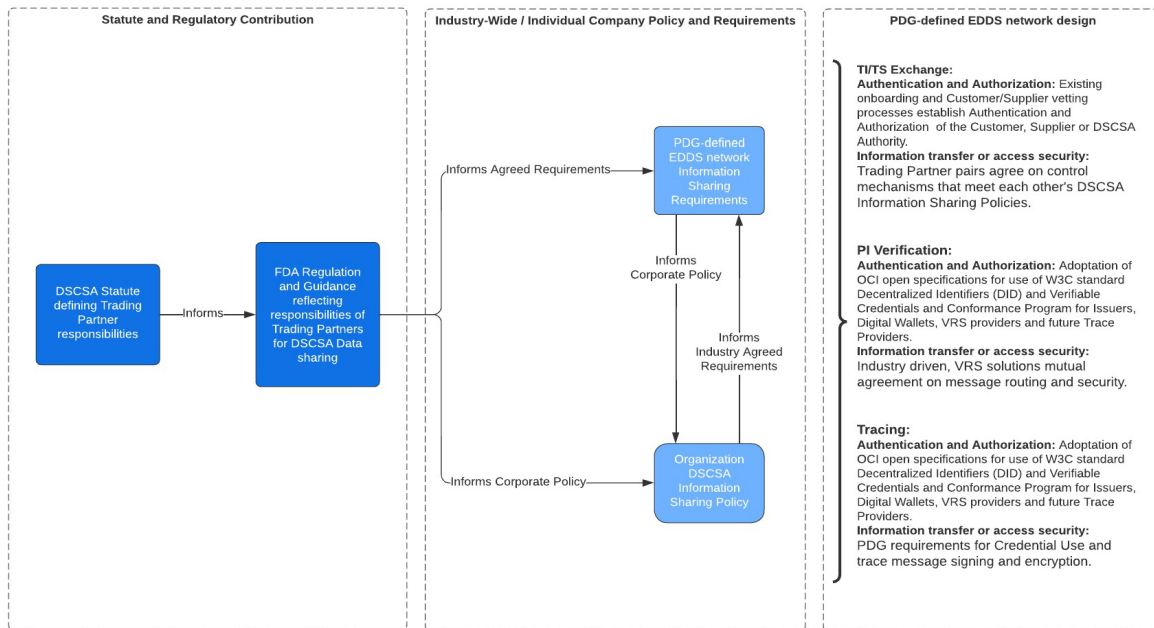 Statute and Regulatory Contribution
DSCSA Statute
defining Trading
Partner
responsibilities
Informs
FDA Regulation
and Guidance
reflecting
responsibilities of
Trading Partners
for DSCSA Data
sharing
Industry-Wide / Individual Company Policy and Requirements
Informs Agreed Requirements
PDG-defined
EDDS network
Information
Sharing
Requirements
Informs
Corporate Policy
Informs
Industry Agreed
Requirements
Informs Corporate Policy
Organization
DSCSA
Information
Sharing Policy
PDG-defined EDDS network design
TI/TS Exchange:
Authentication and Authorization: Existing
onboarding and Customer/Supplier vetting
processes establish Authentication and
Authorization of the Customer, Supplier or DSCSA
Authority.
Information transfer or access security:
Trading Partner pairs agree on control
mechanisms that meet each other's DSCSA
Information Sharing Policies.
PI Verification:
Authentication and Authorization: Adoptation of
OCI open specifications for use of W3C standard
Decentralized Identifiers (DID) and Verifiable
Credentials and Conformance Program for Issuers,
Digital Wallets, VRS providers and future Trace
Providers.
Information transfer or access security:
Industry driven, VRS solutions mutual
agreement on message routing and security.
Tracing:
Authentication and Authorization: Adoptation of
OCI open specifications for use of W3C standard
Decentralized Identifiers (DID) and Verifiable
Credentials and Conformance Program for Issuers,
Digital Wallets, VRS providers and future Trace
Providers.
Information transfer or access security:
PDG requirements for Credential Use and
trace message signing and encryption.